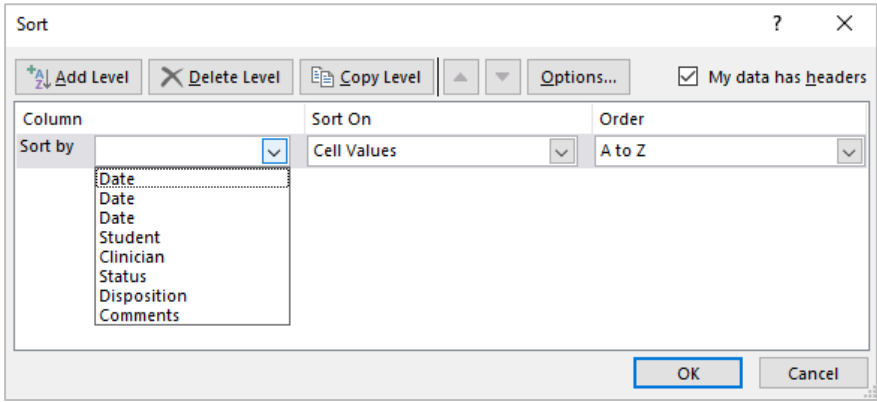 Sort ?
Add Level Delete Level Copy Level Options... My data has headers
Column Sort On Order
Sort by Cell Values A to Z
Date
Date
Date
Student
Clinician
Status
Disposition
Comments
OK Cancel